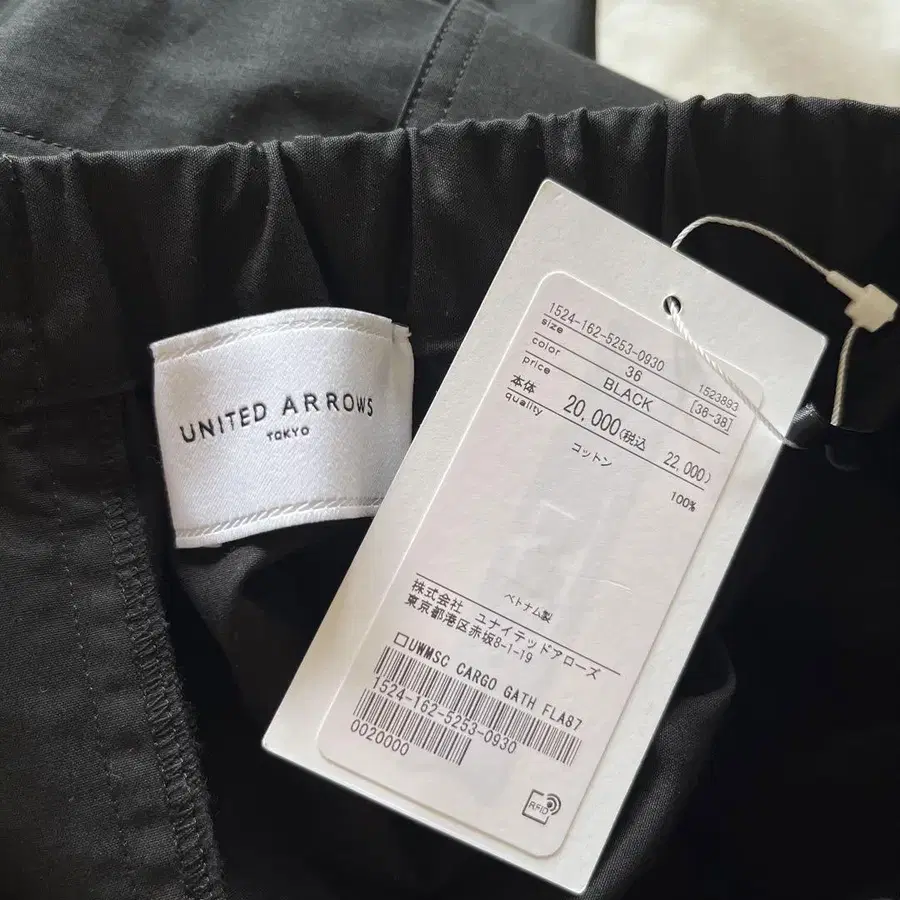 UNITED ARROWS
TOKYO
1524-162-5253-0930
size 36 1523893
color BLACK [36-38]
price
本体 20,000(税込 22,000)
quality
コットン 100%
ベトナム製
株式会社 ユナイテッドアローズ
東京都港区赤坂8-1-19
□UWMSC CARGO GATH FLA87
1524-162-5253-0930
0020000
RFID